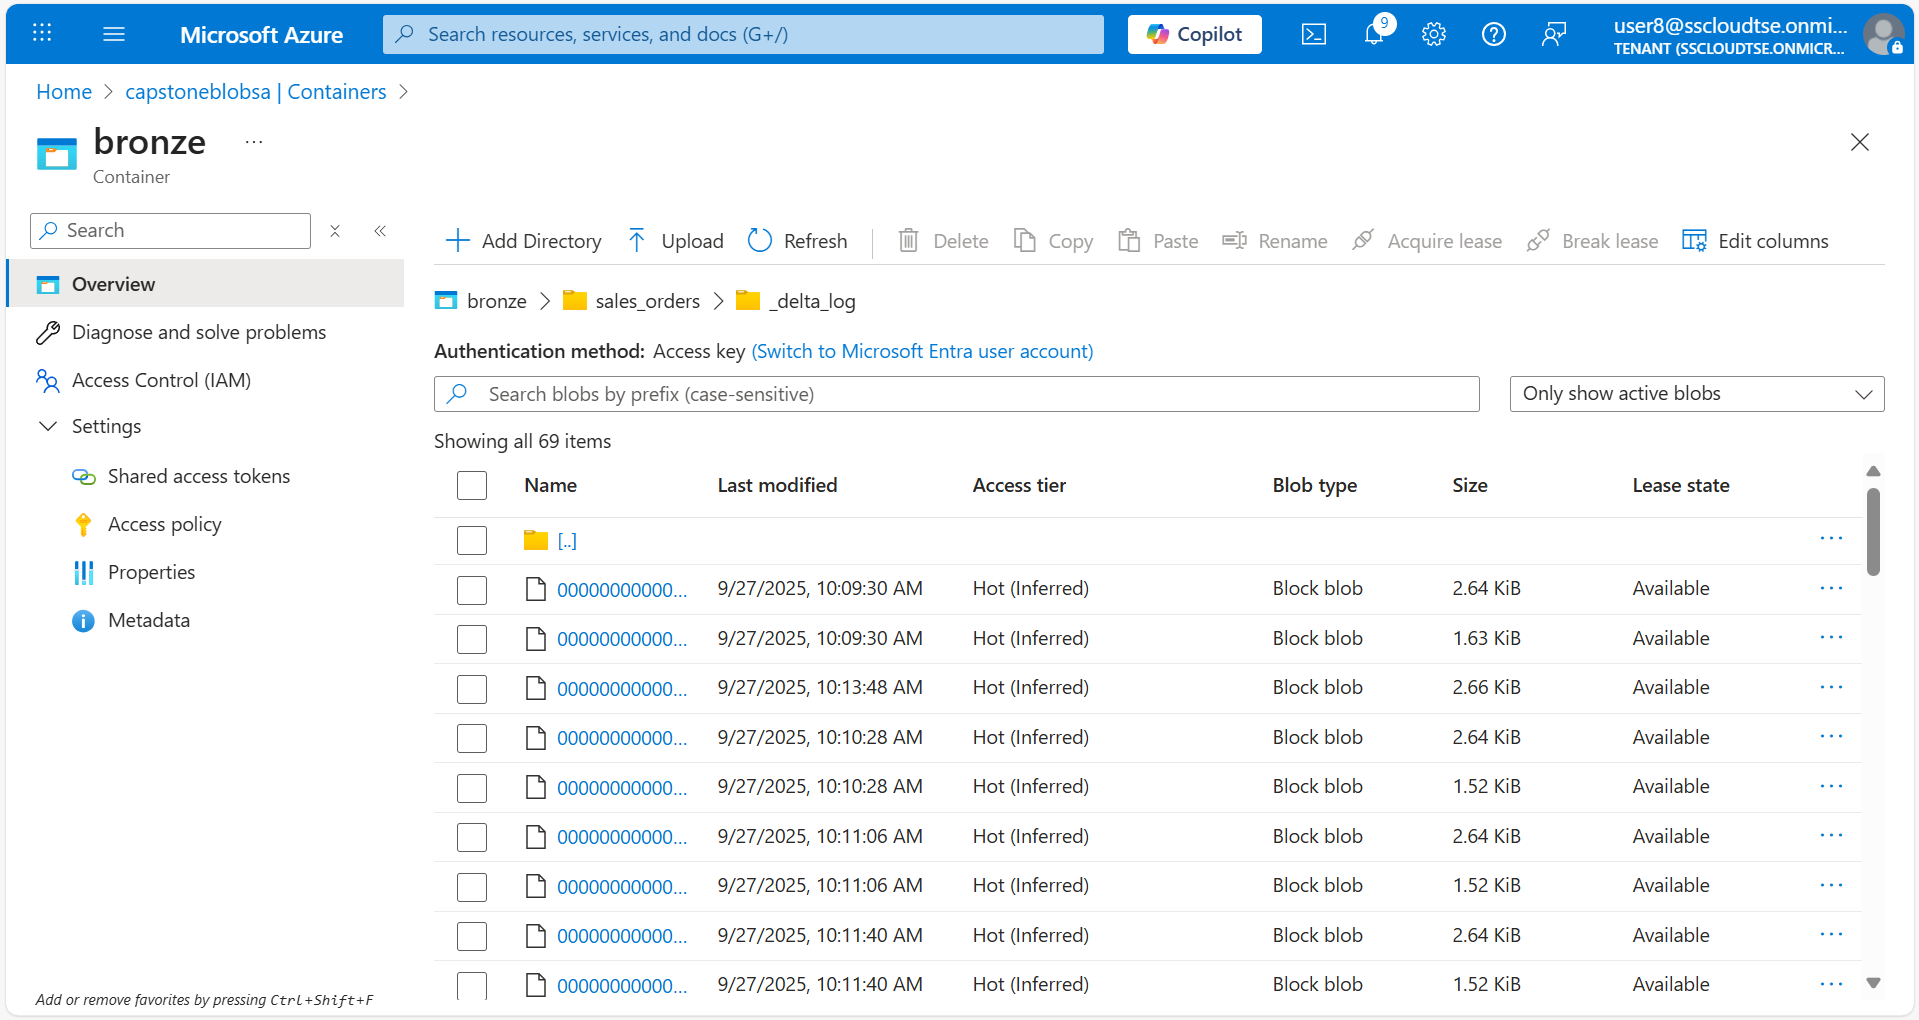 Microsoft Azure
Search resources, services, and docs (G+/)
Copilot
9
user8@sscloudtse.onmi...
TENANT (SSCLOUDTSE.ONMICR...
Home > capstoneblobsa | Containers >
bronze ...
Container
Search
Overview
Diagnose and solve problems
Access Control (IAM)
Settings
Shared access tokens
Access policy
Properties
Metadata
Add or remove favorites by pressing Ctrl+Shift+F
Add Directory Upload Refresh Delete Copy Paste Rename Acquire lease Break lease Edit columns
bronze > sales_orders > _delta_log
Authentication method: Access key (Switch to Microsoft Entra user account)
Search blobs by prefix (case-sensitive)
Only show active blobs
Showing all 69 items
Name Last modified Access tier Blob type Size Lease state
[..] ...
00000000000... 9/27/2025, 10:09:30 AM Hot (Inferred) Block blob 2.64 KiB Available ...
00000000000... 9/27/2025, 10:09:30 AM Hot (Inferred) Block blob 1.63 KiB Available ...
00000000000... 9/27/2025, 10:13:48 AM Hot (Inferred) Block blob 2.66 KiB Available ...
00000000000... 9/27/2025, 10:10:28 AM Hot (Inferred) Block blob 2.64 KiB Available ...
00000000000... 9/27/2025, 10:10:28 AM Hot (Inferred) Block blob 1.52 KiB Available ...
00000000000... 9/27/2025, 10:11:06 AM Hot (Inferred) Block blob 2.64 KiB Available ...
00000000000... 9/27/2025, 10:11:06 AM Hot (Inferred) Block blob 1.52 KiB Available ...
00000000000... 9/27/2025, 10:11:40 AM Hot (Inferred) Block blob 2.64 KiB Available ...
00000000000... 9/27/2025, 10:11:40 AM Hot (Inferred) Block blob 1.52 KiB Available ...